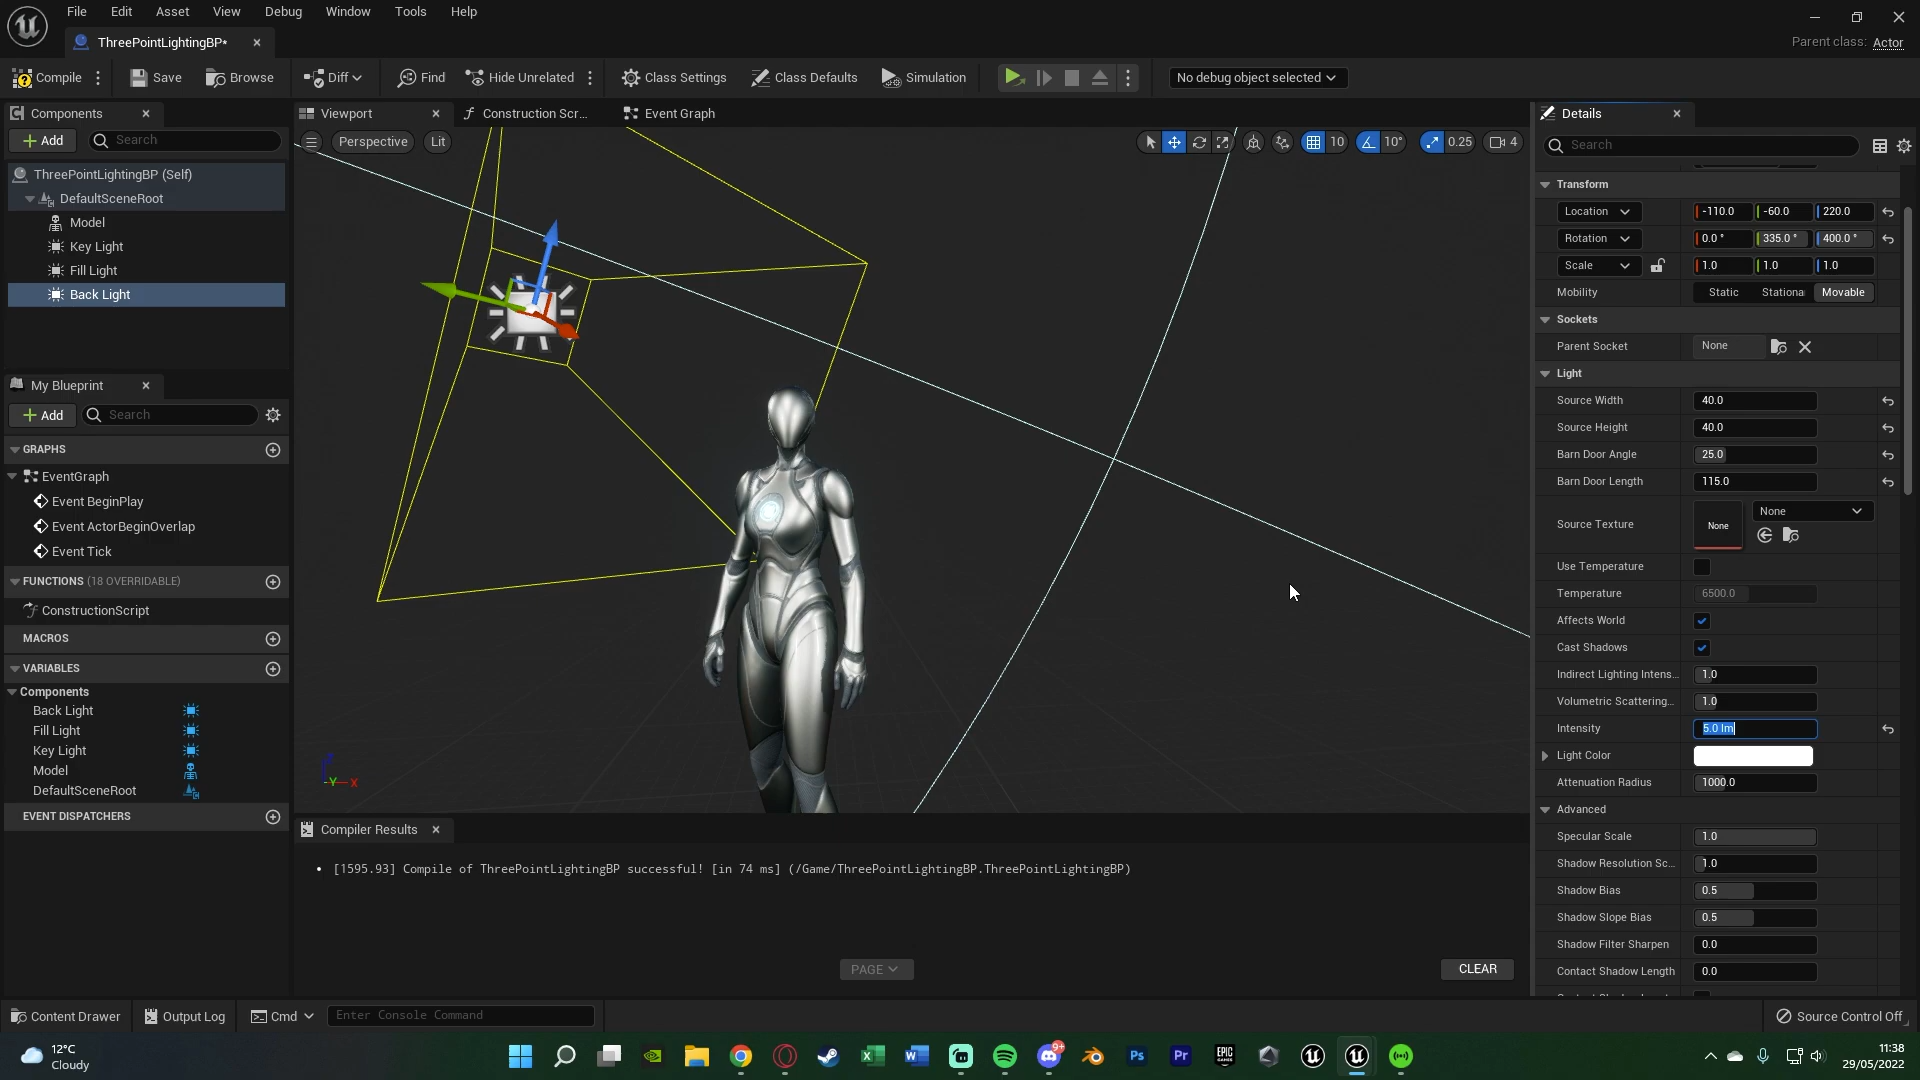 File Edit Asset View Debug Window Tools Help
ThreePointLightingBP*
Parent class: Actor
Compile Save Browse Diff Find Hide Unrelated Class Settings Class Defaults Simulation No debug object selected
Components
Add Search
ThreePointLightingBP (Self)
DefaultSceneRoot
Model
Key Light
Fill Light
Back Light
My Blueprint
Add Search
GRAPHS
EventGraph
Event BeginPlay
Event ActorBeginOverlap
Event Tick
FUNCTIONS (18 OVERRIDABLE)
ConstructionScript
MACROS
VARIABLES
Components
Back Light
Fill Light
Key Light
Model
DefaultSceneRoot
EVENT DISPATCHERS
Viewport Construction Scr... Event Graph
Perspective Lit 10 10° 0.25 4
Y X
Compiler Results
[1595.93] Compile of ThreePointLightingBP successful! [in 74 ms] (/Game/ThreePointLightingBP.ThreePointLightingBP)
PAGE CLEAR
Details
Search
Transform
Location -110.0 -60.0 220.0
Rotation 0.0° 335.0° 400.0°
Scale 1.0 1.0 1.0
Mobility Static Stationa Movable
Sockets
Parent Socket None
Light
Source Width 40.0
Source Height 40.0
Barn Door Angle 25.0
Barn Door Length 115.0
Source Texture None None
Use Temperature
Temperature 6500.0
Affects World
Cast Shadows
Indirect Lighting Intens... 1.0
Volumetric Scattering... 1.0
Intensity 5.0 lm
Light Color
Attenuation Radius 1000.0
Advanced
Specular Scale 1.0
Shadow Resolution Sc... 1.0
Shadow Bias 0.5
Shadow Slope Bias 0.5
Shadow Filter Sharpen 0.0
Contact Shadow Length 0.0
Content Drawer Output Log Cmd Enter Console Command Source Control Off
12°C
Cloudy
9+
Ps Pr EPIC GAMES
11:38
29/05/2022